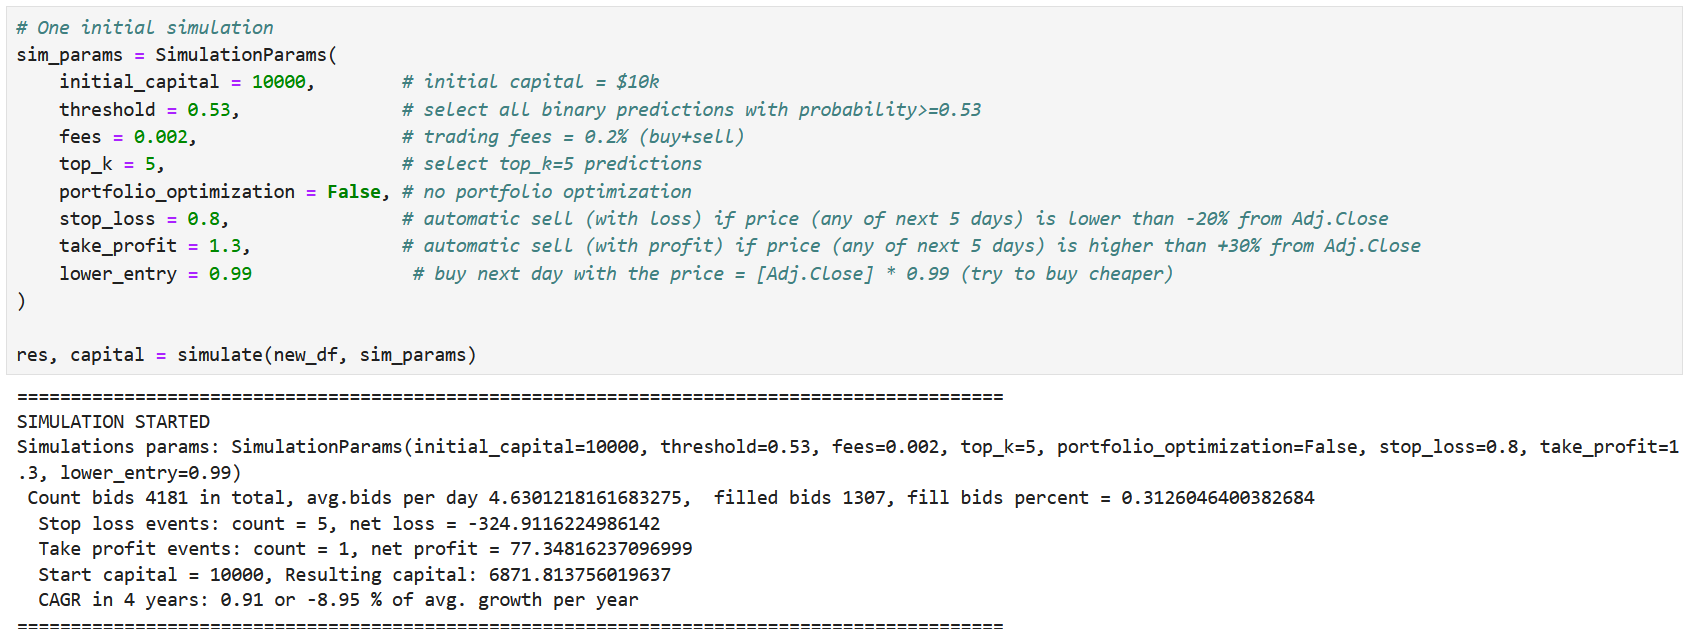 # One initial simulation
sim_params = SimulationParams(
    initial_capital = 10000,        # initial capital = $10k
    threshold = 0.53,               # select all binary predictions with probability>=0.53
    fees = 0.002,                   # trading fees = 0.2% (buy+sell)
    top_k = 5,                      # select top_k=5 predictions
    portfolio_optimization = False, # no portfolio optimization
    stop_loss = 0.8,                # automatic sell (with loss) if price (any of next 5 days) is lower than -20% from Adj.Close
    take_profit = 1.3,              # automatic sell (with profit) if price (any of next 5 days) is higher than +30% from Adj.Close
    lower_entry = 0.99               # buy next day with the price = [Adj.Close] * 0.99 (try to buy cheaper)
)
res, capital = simulate(new_df, sim_params)
============================================================================================
SIMULATION STARTED
Simulations params: SimulationParams(initial_capital=10000, threshold=0.53, fees=0.002, top_k=5, portfolio_optimization=False, stop_loss=0.8, take_profit=1
.3, lower_entry=0.99)
 Count bids 4181 in total, avg.bids per day 4.6301218161683275,  filled bids 1307, fill bids percent = 0.3126046400382684
  Stop loss events: count = 5, net loss = -324.9116224986142
  Take profit events: count = 1, net profit = 77.34816237096999
  Start capital = 10000, Resulting capital: 6871.813756019637
  CAGR in 4 years: 0.91 or -8.95 % of avg. growth per year
============================================================================================